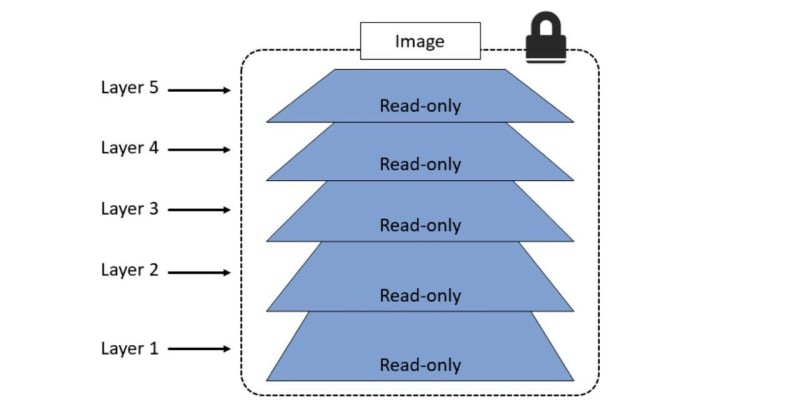 Image
Layer 5
Read-only
Layer 4
Read-only
Layer 3
Read-only
Layer 2
Read-only
Layer 1
Read-only